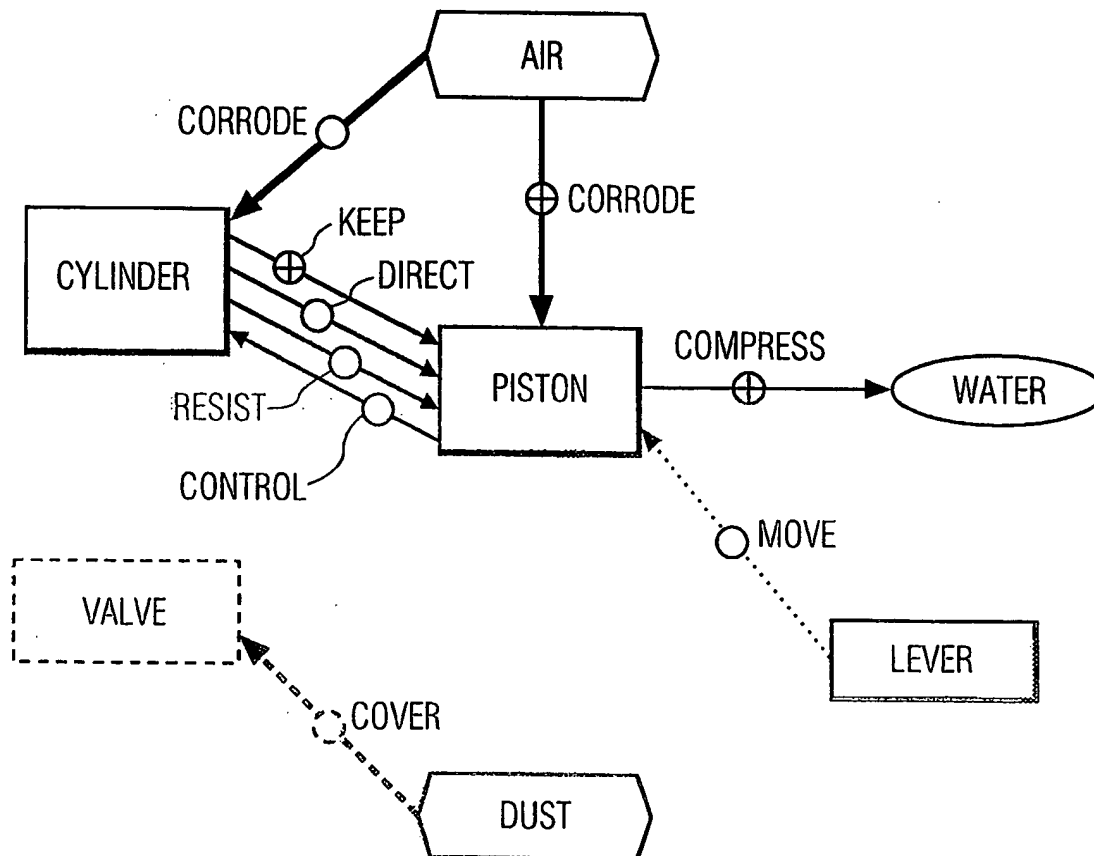 AIR
CORRODE
CORRODE
KEEP
CYLINDER
DIRECT
COMPRESS
PISTON
WATER
RESIST
CONTROL
MOVE
VALVE
LEVER
COVER
DUST